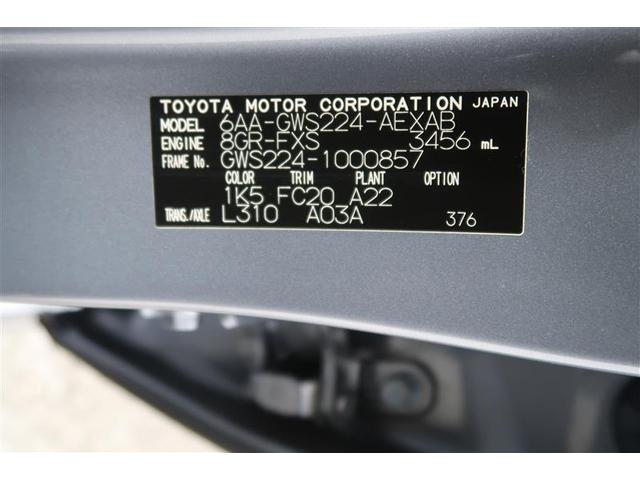 TOYOTA MOTOR CORPORATION JAPAN
MODEL 6AA-GWS224-AEXAB
ENGINE 8GR-FXS 3456 mL
FRAME No. GWS224-1000857
COLOR TRIM PLANT OPTION
1K5 FC20 A22
TRANS./AXLE L310 A03A 376